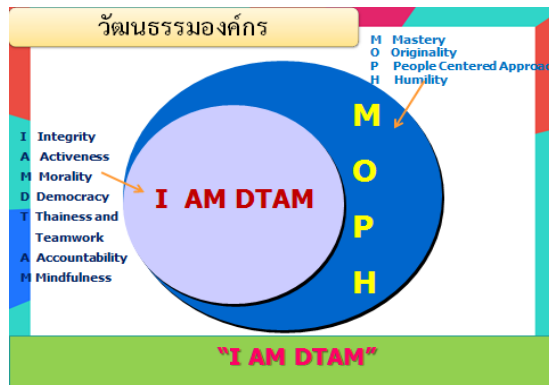 วัฒนธรรมองค์กร
M Mastery
O Originality
P People Centered Approac
H Humility
I Integrity
A Activeness
M Morality
D Democracy
T Thainess and
Teamwork
A Accountability
M Mindfulness
I AM DTAM
M
O
P
H
"I AM DTAM"